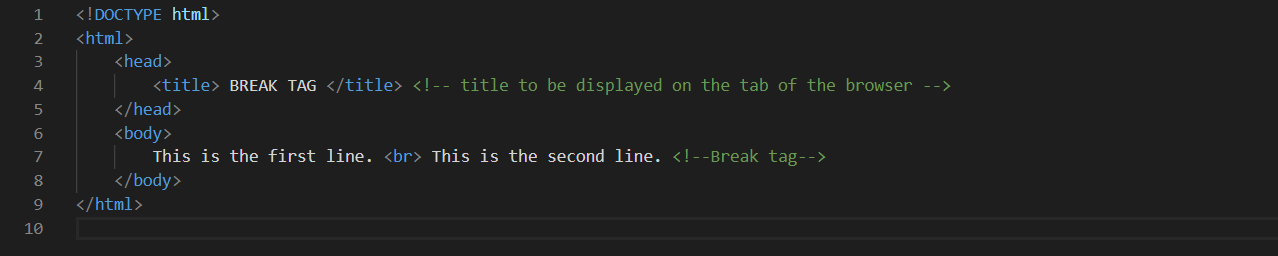 1 <!DOCTYPE html>
2 <html>
3     <head>
4         <title> BREAK TAG </title> <!-- title to be displayed on the tab of the browser -->
5     </head>
6     <body>
7         This is the first line. <br> This is the second line. <!--Break tag-->
8     </body>
9 </html>
10